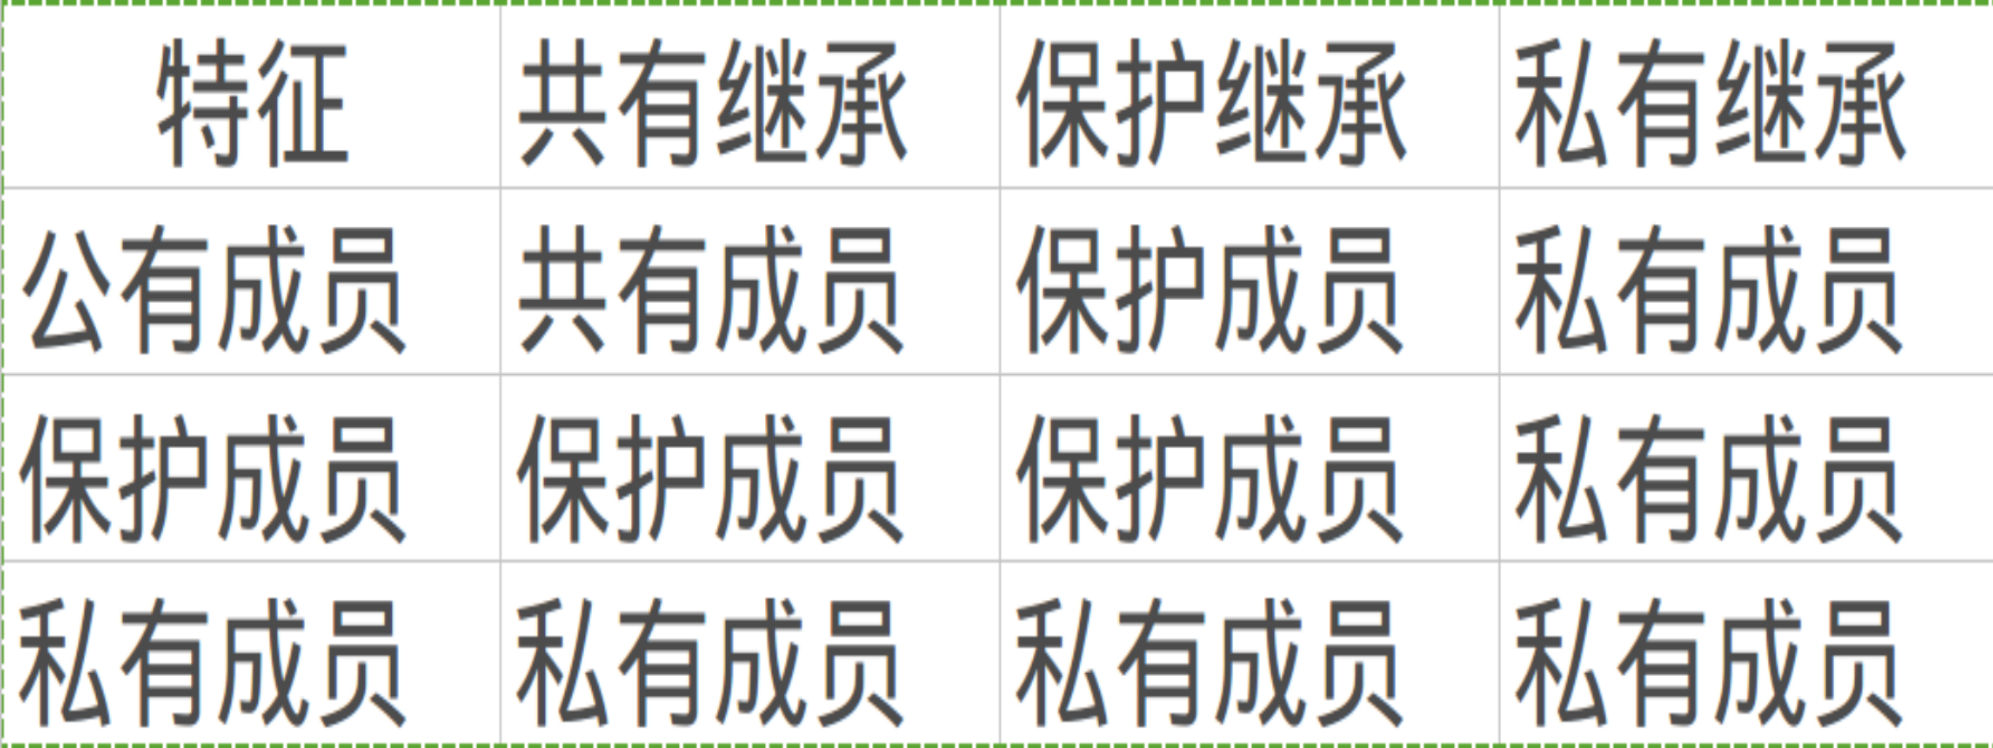 特征 共有继承 保护继承 私有继承
公有成员 共有成员 保护成员 私有成员
保护成员 保护成员 保护成员 私有成员
私有成员 私有成员 私有成员 私有成员